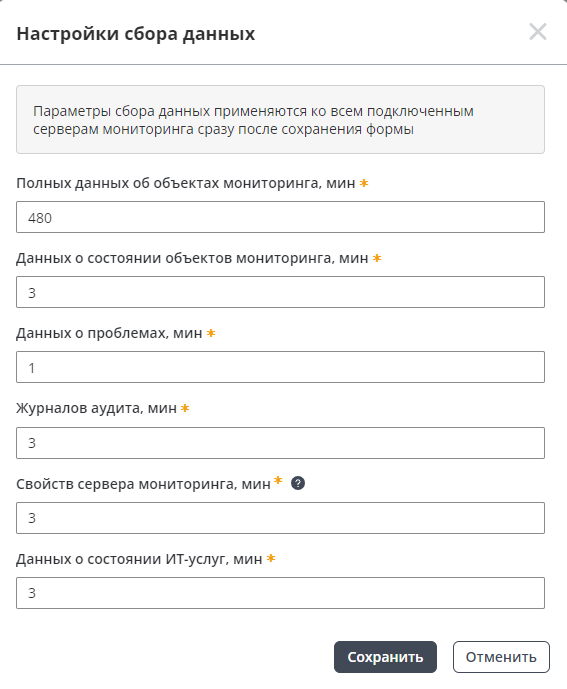 Настройки сбора данных
Параметры сбора данных применяются ко всем подключенным
серверам мониторинга сразу после сохранения формы
Полных данных об объектах мониторинга, мин *
480
Данных о состоянии объектов мониторинга, мин *
3
Данных о проблемах, мин *
1
Журналов аудита, мин *
3
Свойств сервера мониторинга, мин * ?
3
Данных о состоянии ИТ-услуг, мин *
3
Сохранить Отменить